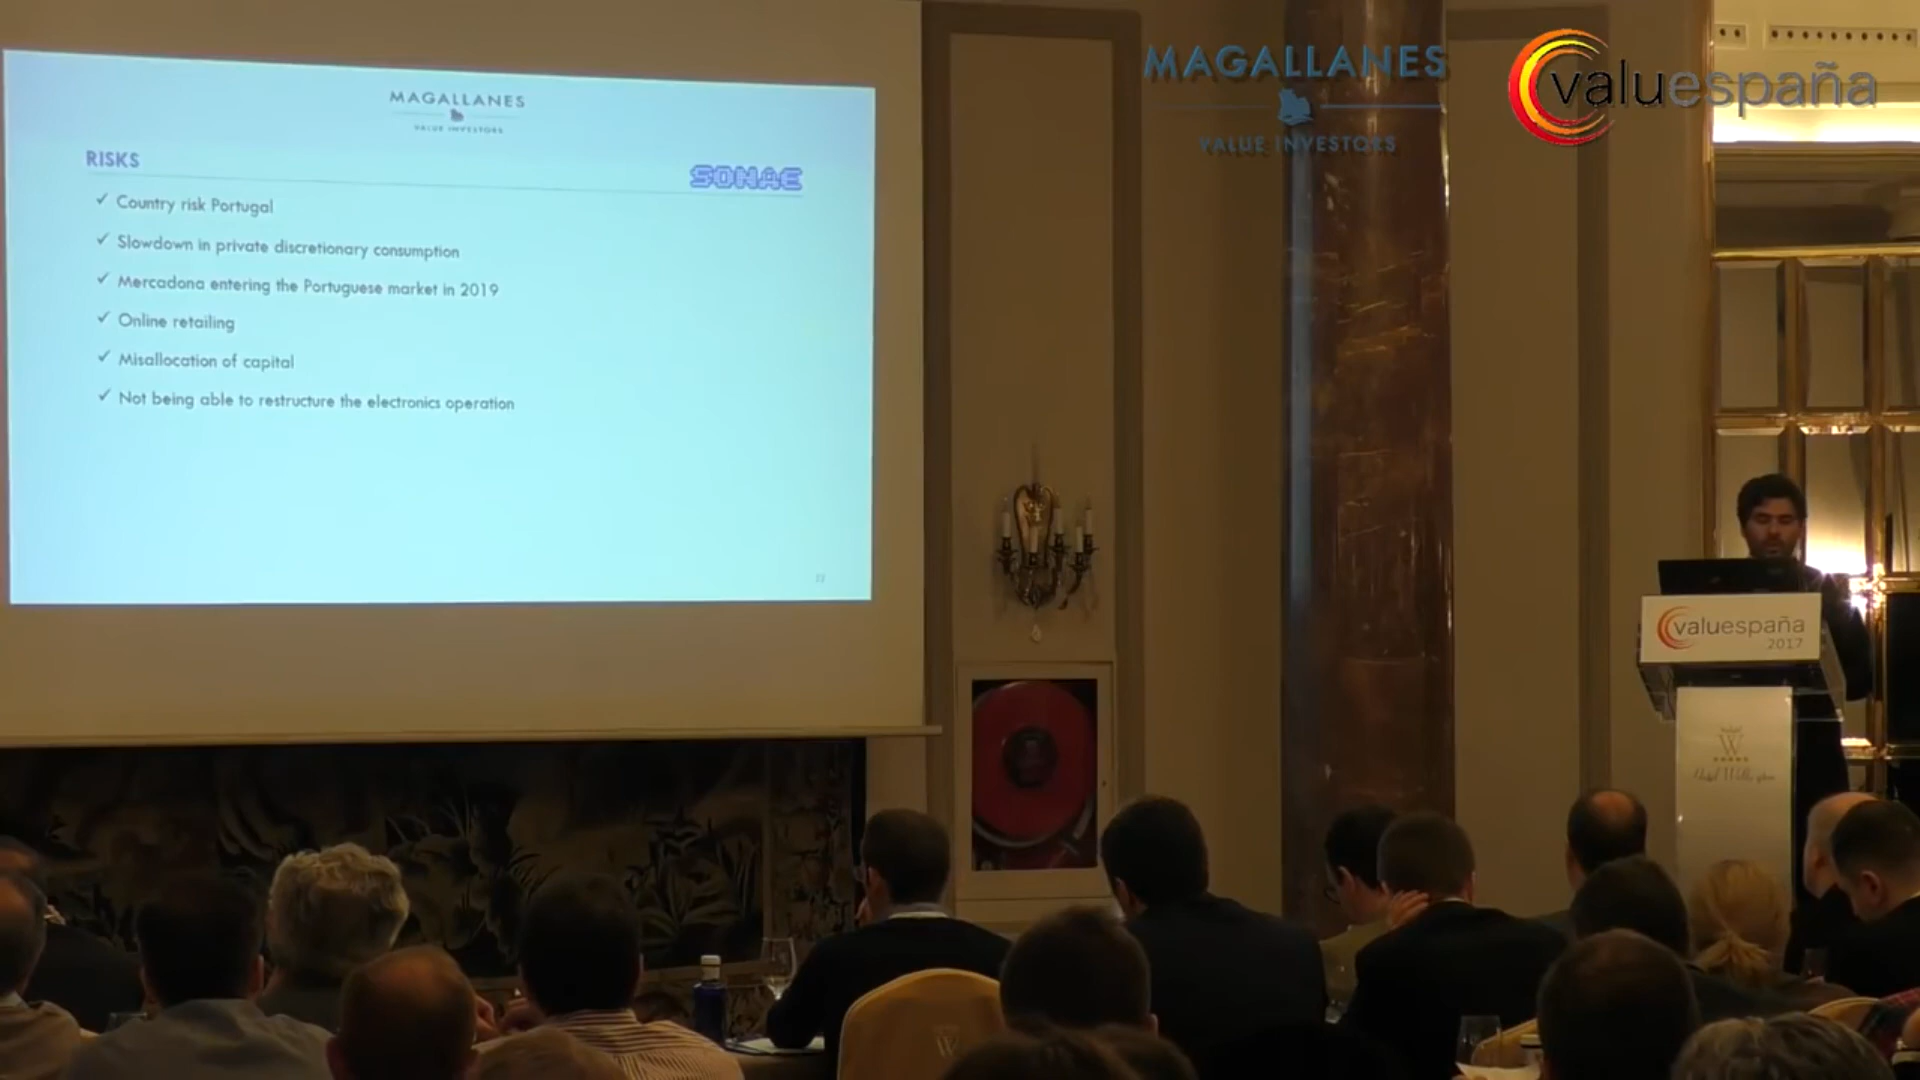 MAGALLANES
VALUE INVESTORS
RISKS
SONAE
Country risk Portugal
Slowdown in private discretionary consumption
Mercadona entering the Portuguese market in 2019
Online retailing
Misallocation of capital
Not being able to restructure the electronics operation
MAGALLANES
VALUE INVESTORS
valuespaña
valuespaña
2017
W
W